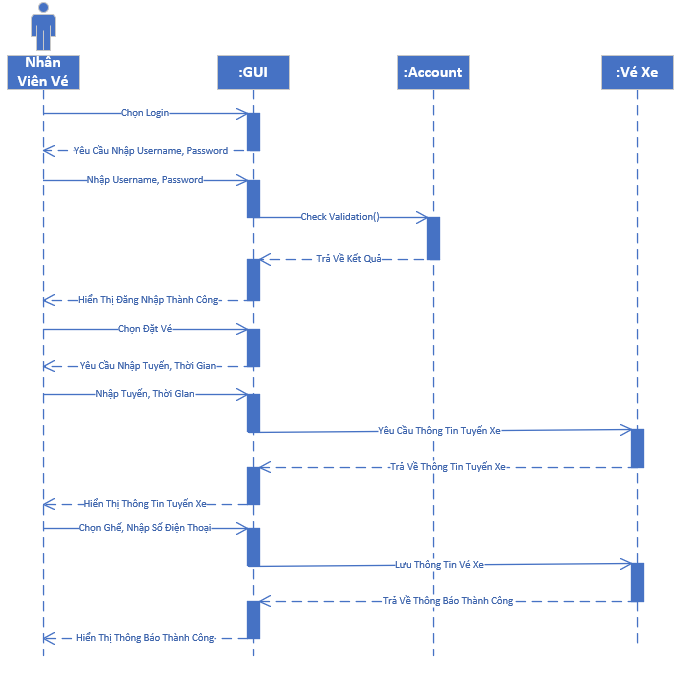 Nhân
Viên Vé
:GUI
:Account
:Vé Xe
Chọn Login
Yêu Cầu Nhập Username, Password
Nhập Username, Password
Check Validation()
Trả Về Kết Quả
Hiển Thị Đăng Nhập Thành Công
Chọn Đặt Vé
Yêu Cầu Nhập Tuyến, Thời Gian
Nhập Tuyến, Thời GIan
Yêu Cầu Thông Tin Tuyến Xe
Trả Về Thông Tin Tuyến Xe
Hiển Thị Thông Tin Tuyến Xe
Chọn Ghế, Nhập Số Điện Thoại
Lưu Thông Tin Vé Xe
Trả Về Thông Báo Thành Công
Hiển Thị Thông Báo Thành Công